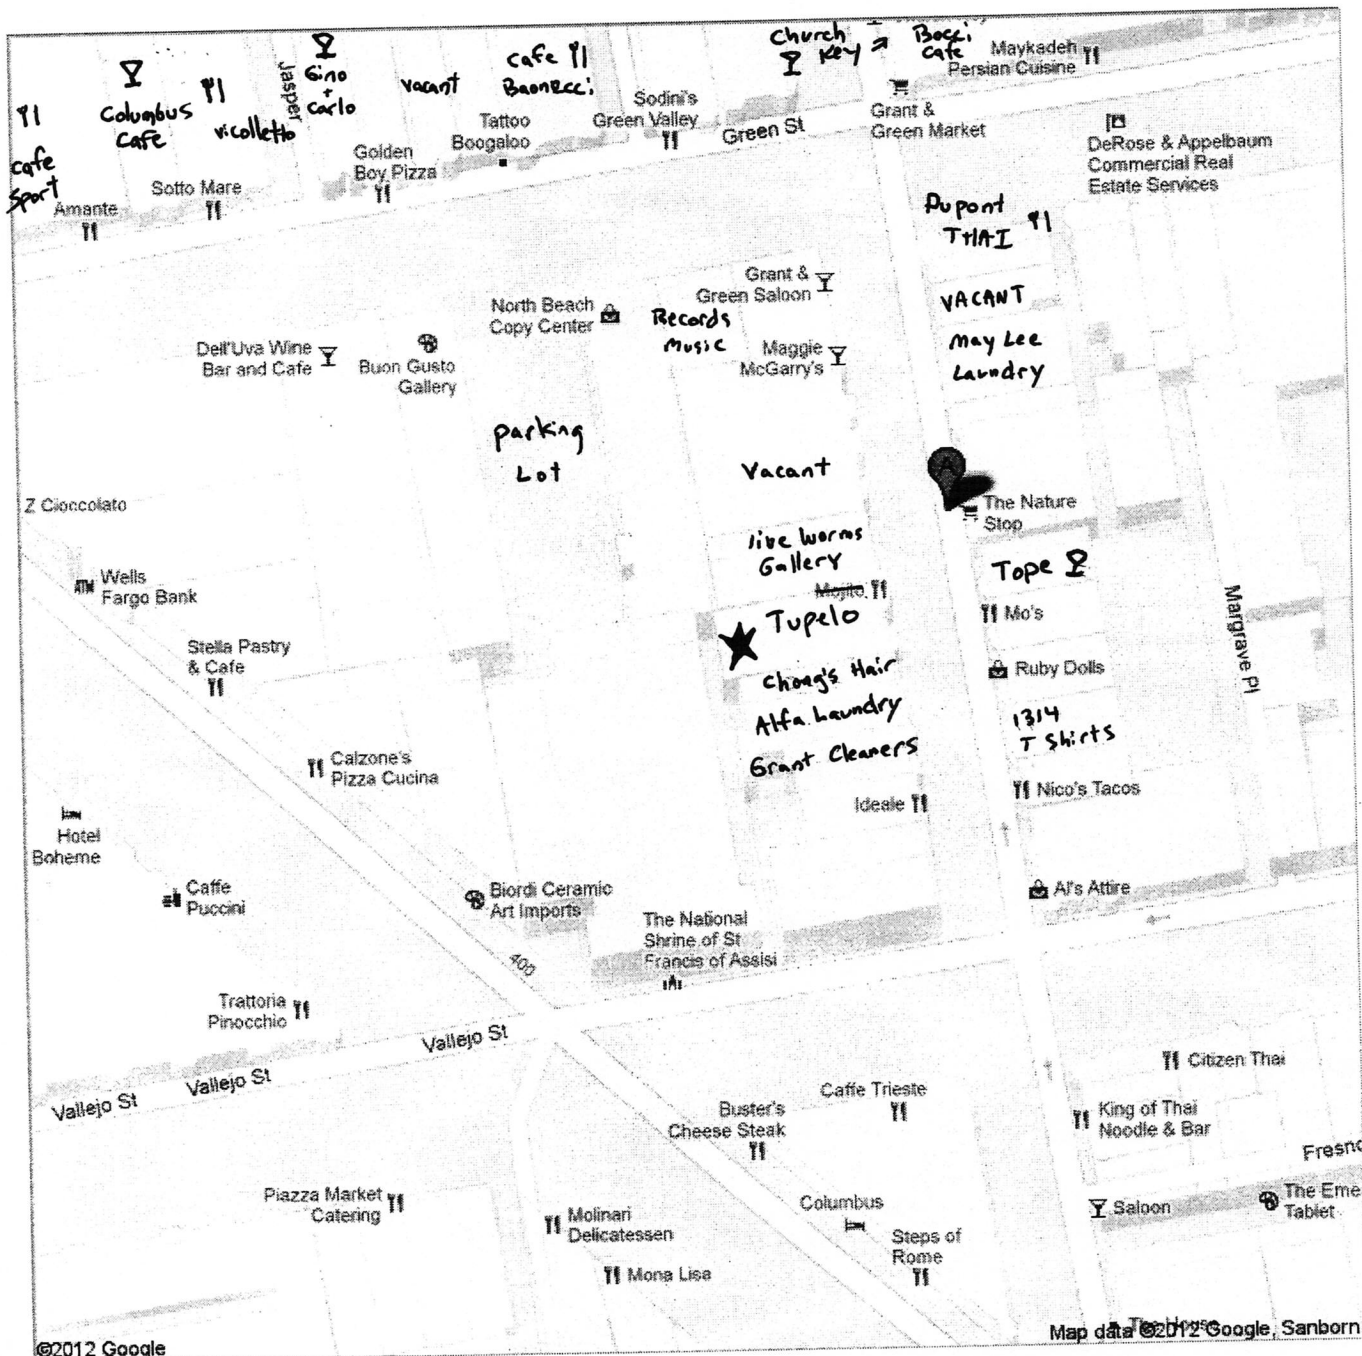 Church
Key
Bocci
Cafe
Maykadeh
Persian Cuisine
Jasper
Gino
+
Carlo
Columbus
Cafe
vicolletto
vacant
cafe
Baonecci
cafe
Sport
Amante
Sotto Mare
Golden
Boy Pizza
Tattoo
Boogaloo
Sodini's
Green Valley
Green St
Grant &
Green Market
DeRose & Appelbaum
Commercial Real
Estate Services
Dupont
THAI
VACANT
May Lee
Laundry
Grant &
Green Saloon
North Beach
Copy Center
Records
Music
Maggie
McGarry's
Dell'Uva Wine
Bar and Cafe
Buon Gusto
Gallery
parking
Lot
Vacant
A
The Nature
Stop
Z Cioccolato
live worms
Gallery
Mojito
Tupelo
Tope
Mo's
Margrave Pl
Wells
Fargo Bank
Stella Pastry
& Cafe
Chong's Hair
Alfa Laundry
Grant Cleaners
Ruby Dolls
1314
T Shirts
Calzone's
Pizza Cucina
Ideale
Nico's Tacos
Hotel
Boheme
Caffe
Puccini
Biordi Ceramic
Art Imports
400
The National
Shrine of St
Francis of Assisi
Al's Attire
Trattoria
Pinocchio
Vallejo St
Vallejo St
Vallejo St
Caffe Trieste
Buster's
Cheese Steak
Citizen Thai
King of Thai
Noodle & Bar
Fresno
Piazza Market
Catering
Molinari
Delicatessen
Mona Lisa
Columbus
Steps of
Rome
Saloon
The Eme
Tablet
The House
Map data ©2012 Google, Sanborn
©2012 Google